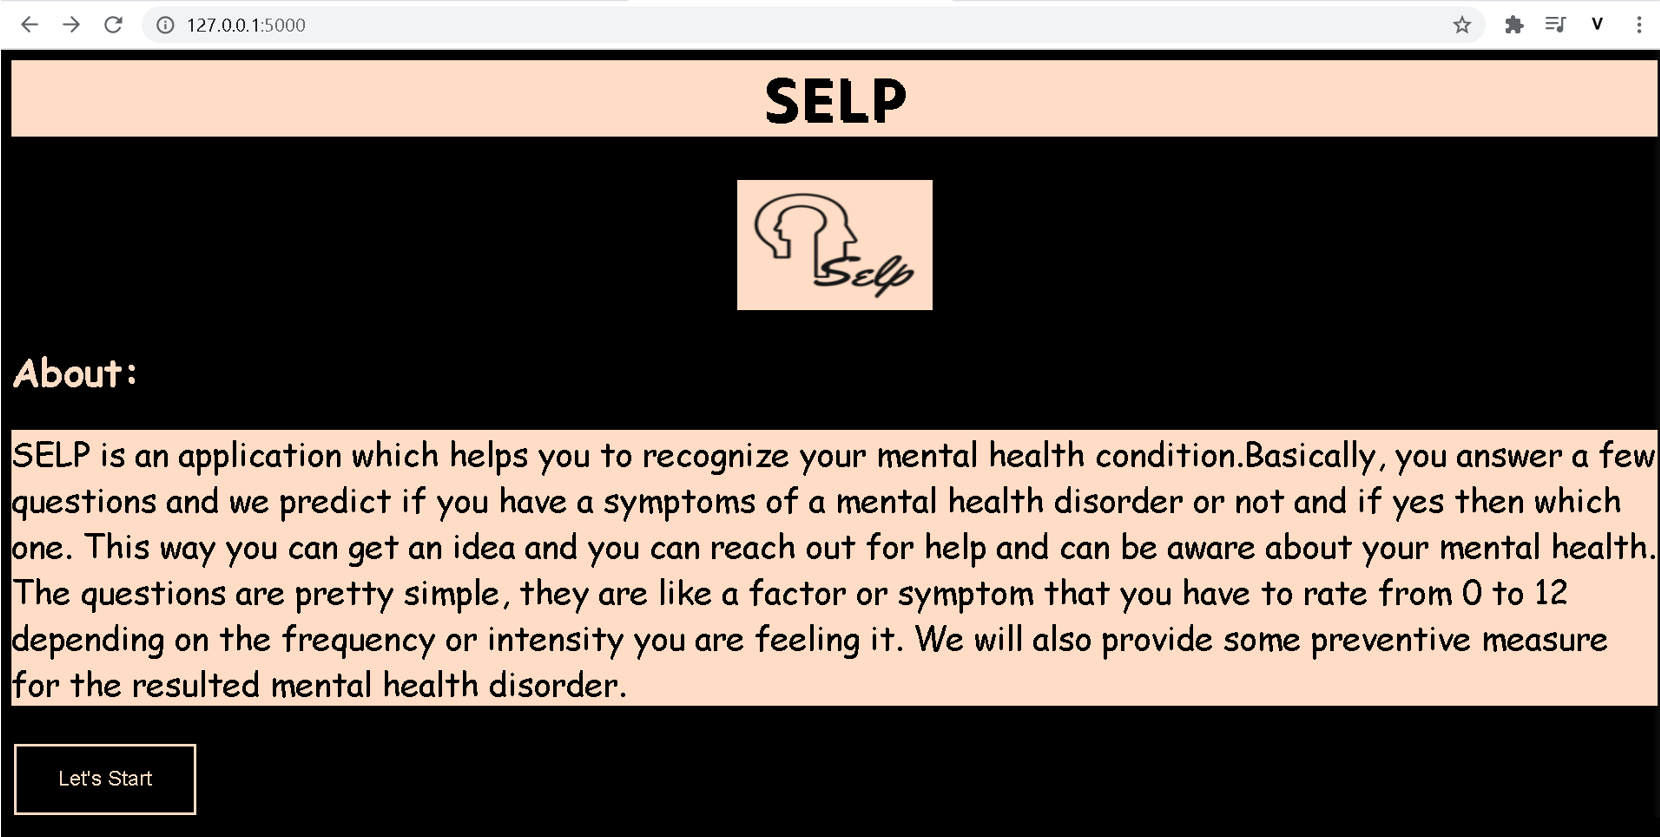 127.0.0.1:5000
V
SELP
Selp
About:
SELP is an application which helps you to recognize your mental health condition.Basically, you answer a few
questions and we predict if you have a symptoms of a mental health disorder or not and if yes then which
one. This way you can get an idea and you can reach out for help and can be aware about your mental health.
The questions are pretty simple, they are like a factor or symptom that you have to rate from 0 to 12
depending on the frequency or intensity you are feeling it. We will also provide some preventive measure
for the resulted mental health disorder.
Let's Start